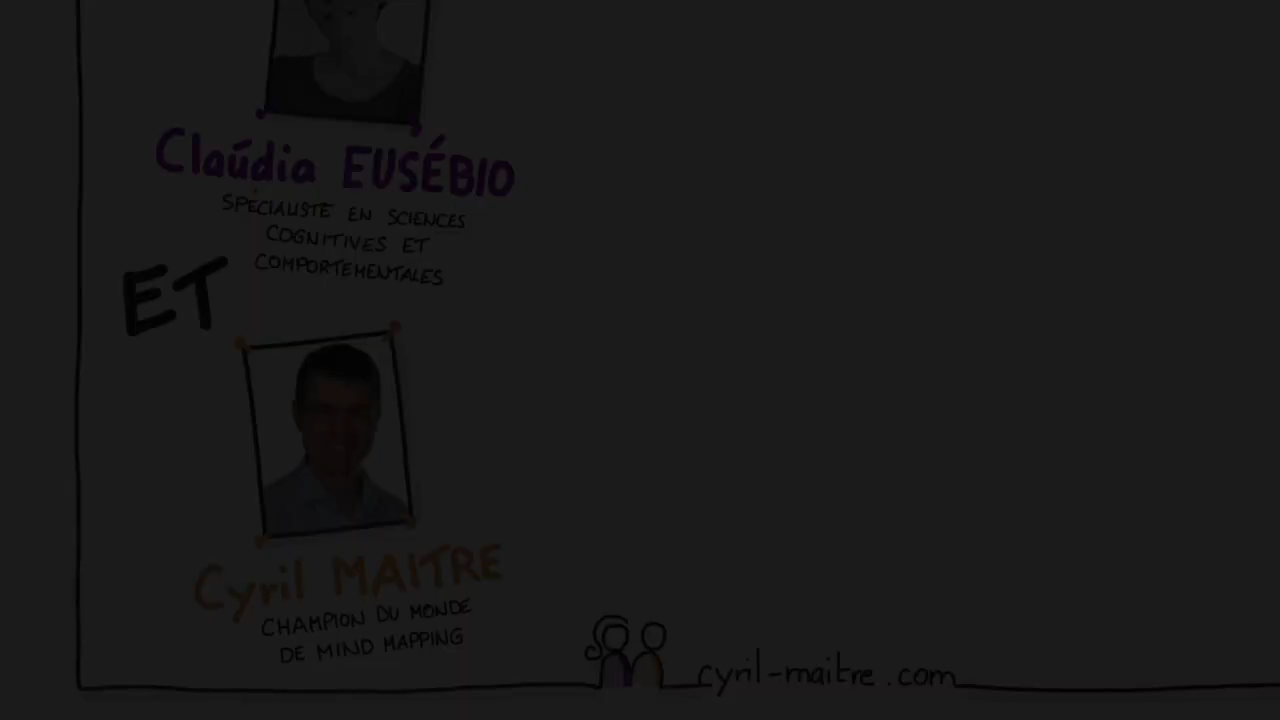 Claúdia EUSÉBIO
SPÉCIALISTE EN SCIENCES
COGNITIVES ET
COMPORTEMENTALES
ET
Cyril MAITRE
CHAMPION DU MONDE
DE MIND MAPPING
cyril-maitre.com